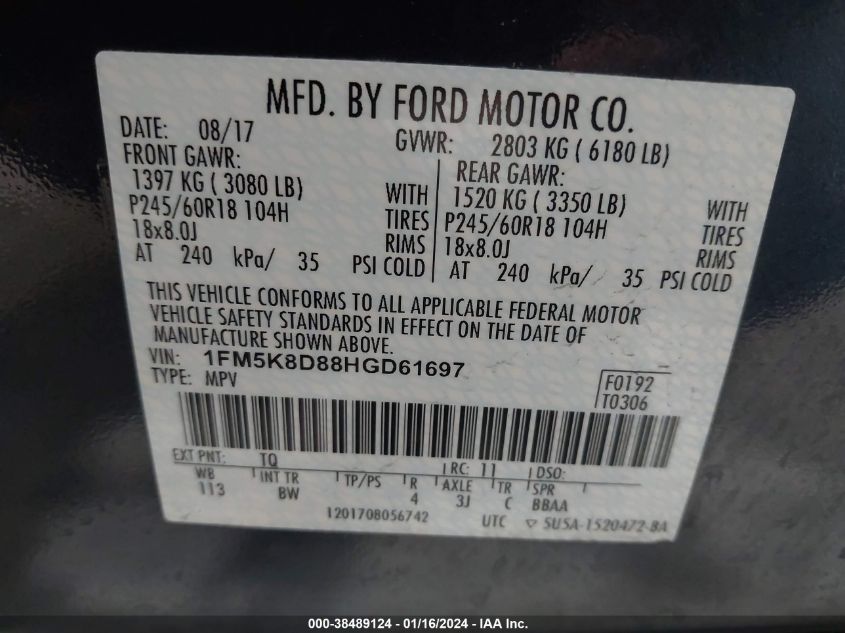 MFD. BY FORD MOTOR CO.
DATE: 08/17 GVWR: 2803 KG ( 6180 LB)
FRONT GAWR: REAR GAWR:
1397 KG ( 3080 LB) WITH 1520 KG ( 3350 LB) WITH
P245/60R18 104H TIRES P245/60R18 104H TIRES
18x8.0J RIMS 18x8.0J RIMS
AT 240 kPa/ 35 PSI COLD AT 240 kPa/ 35 PSI COLD
THIS VEHICLE CONFORMS TO ALL APPLICABLE FEDERAL MOTOR
VEHICLE SAFETY STANDARDS IN EFFECT ON THE DATE OF
MANUFACTURE SHOWN ABOVE.
VIN: 1FM5K8D88HGD61697
TYPE: MPV
F0192
T0306
EXT PNT: TQ RC: 11 DSO:
WB INT TR TP/PS R AXLE TR SPR
113 BW 4 3J C BBAA
1201708056742 UTC ▽ SU5A-1520472-BA
000-38489124 - 01/16/2024 - IAAI Inc.